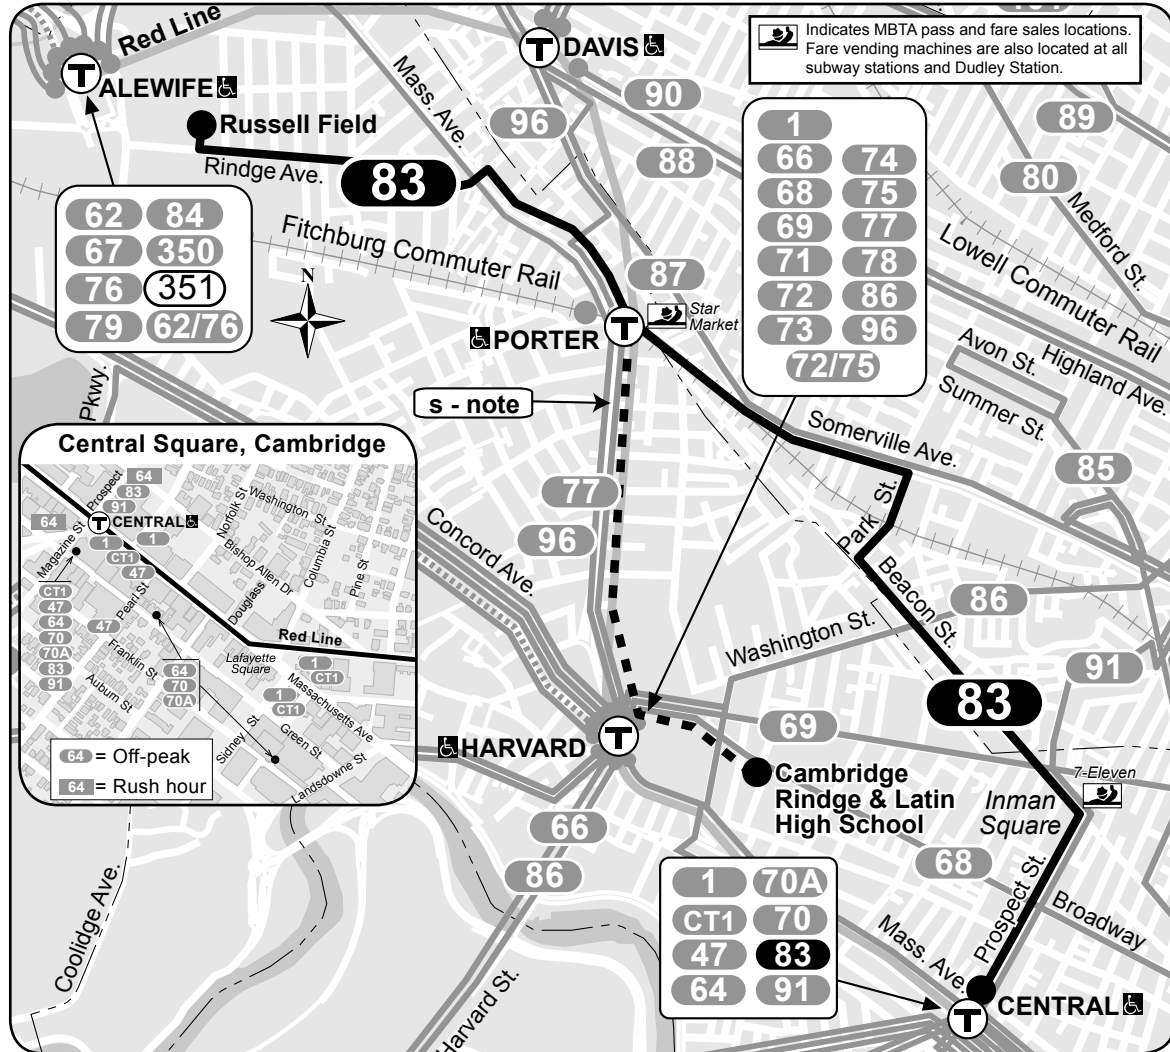 Red Line
T
ALEWIFE
Russell Field
Rindge Ave.
83
Mass. Ave.
T
DAVIS
Indicates MBTA pass and fare sales locations.
Fare vending machines are also located at all
subway stations and Dudley Station.
96
90
88
89
80
Medford St.
62 84
67 350
76 351
79 62/76
Fitchburg Commuter Rail
N
87
Star
Market
T
PORTER
1
66 74
68 75
69 77
71 78
72 86
73 96
72/75
Lowell Commuter Rail
Highland Ave.
Avon St.
Summer St.
Somerville Ave.
85
Pkwy.
s - note
77
96
Concord Ave.
Park St.
Beacon St.
86
Washington St.
91
83
69
T
HARVARD
Cambridge
Rindge & Latin
High School
7-Eleven
Inman
Square
66
86
68
Prospect St.
Broadway
Mass. Ave.
1 70A
CT1 70
47 83
64 91
T
CENTRAL
Harvard St.
Coolidge Ave.
Central Square, Cambridge
Prospect
64
83
91
64
T
CENTRAL
Magazine St
1
1
CT1
47
Norfolk St
Washington St
Columbia St
Bishop Allen Dr
Pine St
Douglass
CT1
47
64
70
70A
83
91
Pearl St
47
Franklin St
Auburn St
64
70
70A
Red Line
Lafayette
Square
1
CT1
1
CT1
Massachusetts Ave
Sidney St
Green St
Landsdowne St
64 = Off-peak
64 = Rush hour